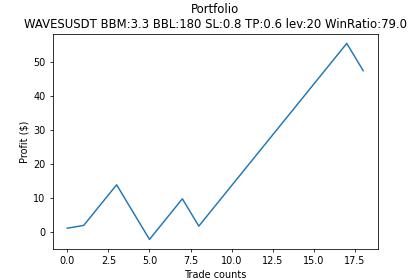 Portfolio
WAVESUSDT BBM:3.3 BBL:180 SL:0.8 TP:0.6 lev:20 WinRatio:79.0
50
40
30
20
10
0
Profit ($)
0.0 2.5 5.0 7.5 10.0 12.5 15.0 17.5
Trade counts